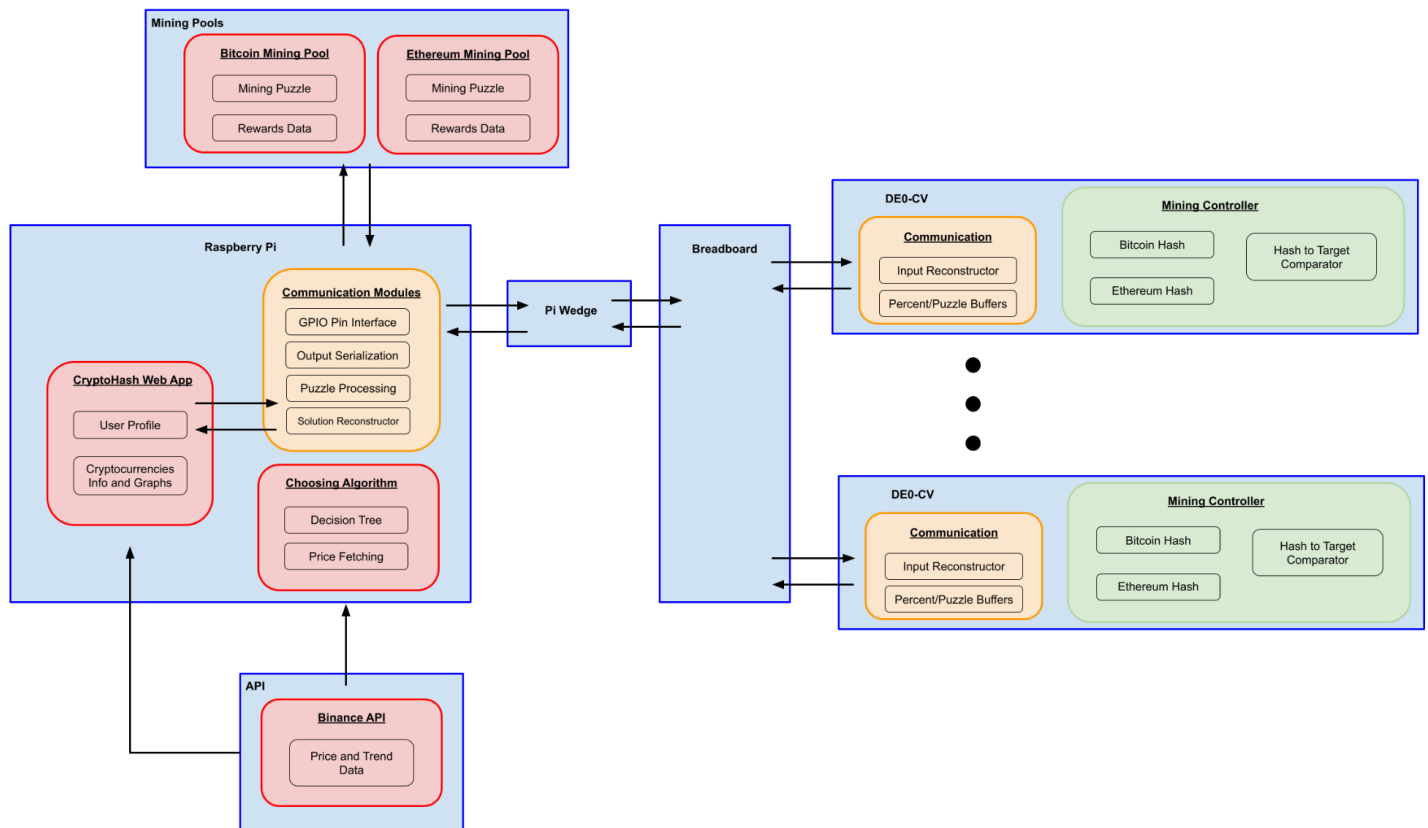 Mining Pools
Bitcoin Mining Pool
Mining Puzzle
Rewards Data
Ethereum Mining Pool
Mining Puzzle
Rewards Data
Raspberry Pi
Communication Modules
GPIO Pin Interface
Output Serialization
Puzzle Processing
Solution Reconstructor
CryptoHash Web App
User Profile
Cryptocurrencies
Info and Graphs
Choosing Algorithm
Decision Tree
Price Fetching
API
Binance API
Price and Trend
Data
Pi Wedge
Breadboard
DE0-CV
Communication
Input Reconstructor
Percent/Puzzle Buffers
Mining Controller
Bitcoin Hash
Ethereum Hash
Hash to Target
Comparator
DE0-CV
Communication
Input Reconstructor
Percent/Puzzle Buffers
Mining Controller
Bitcoin Hash
Ethereum Hash
Hash to Target
Comparator